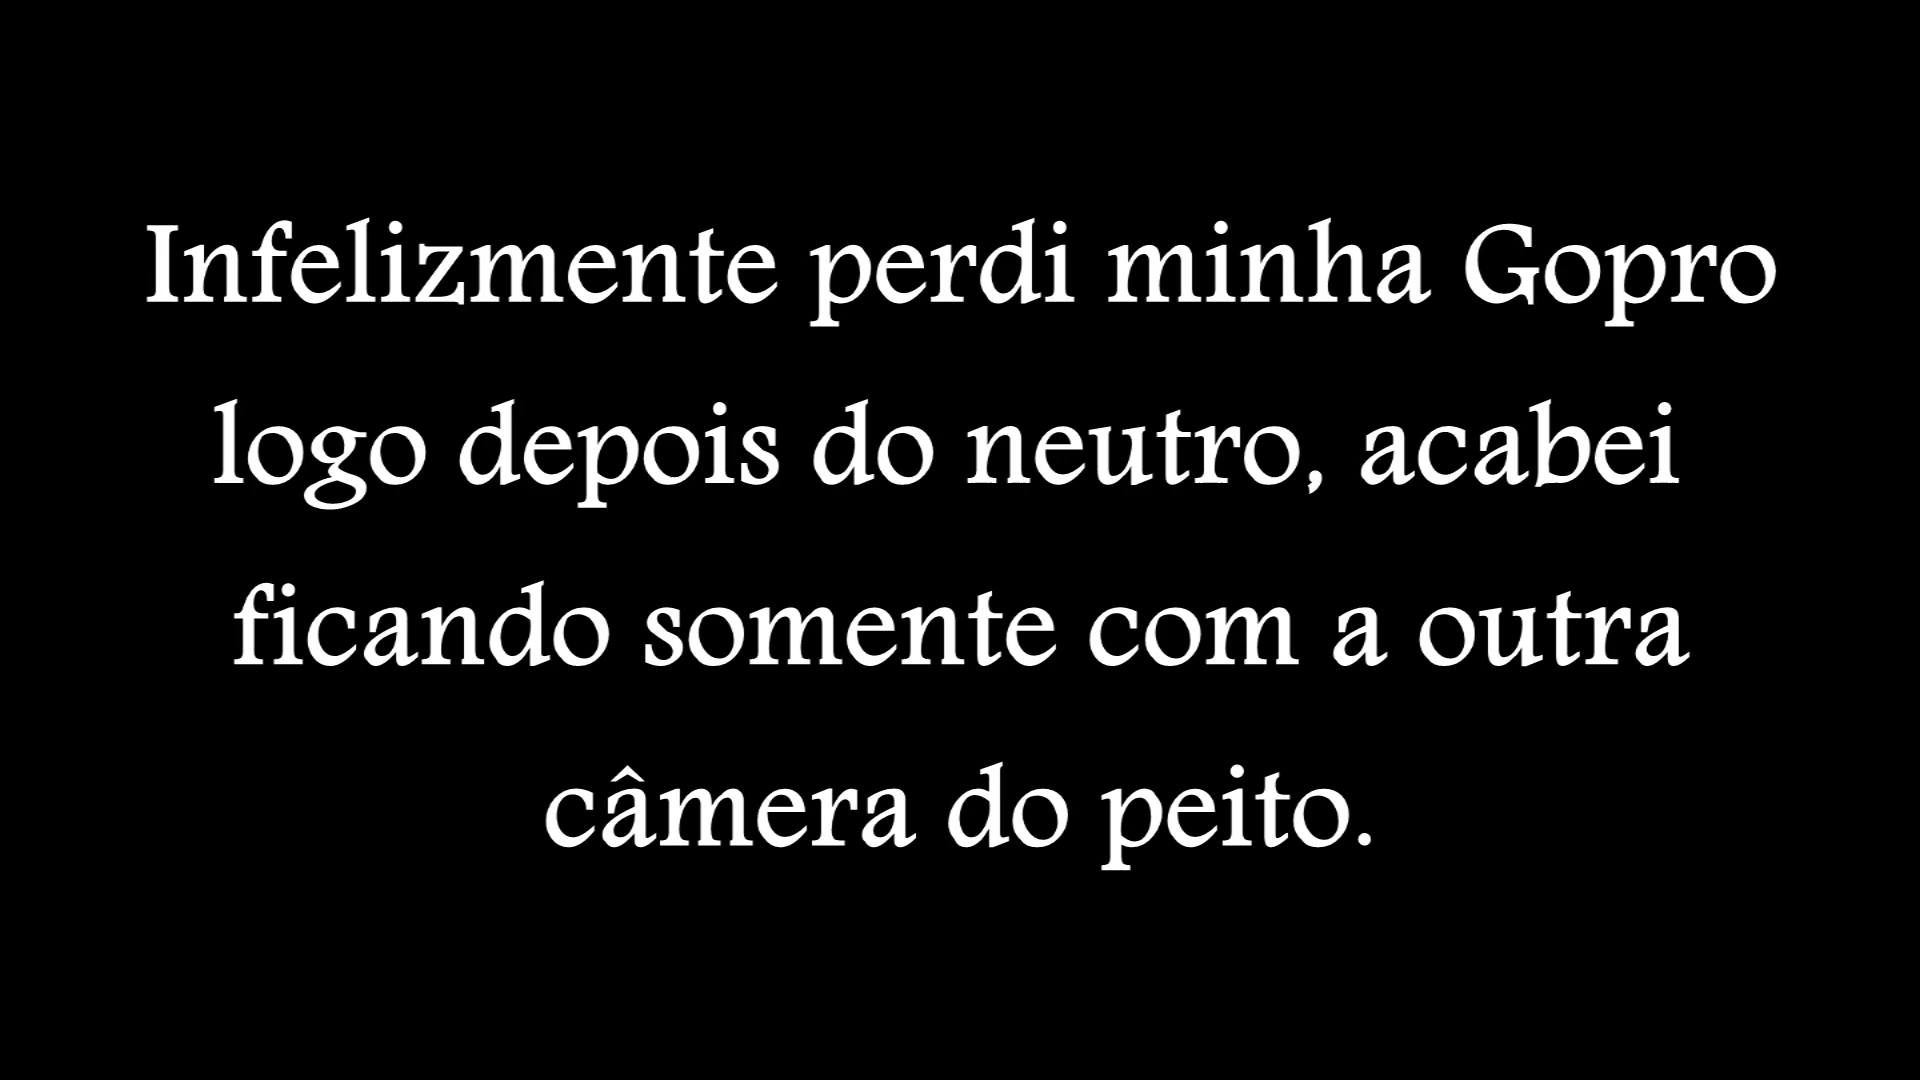 Infelizmente perdi minha Gopro
logo depois do neutro, acabei
ficando somente com a outra
câmera do peito.